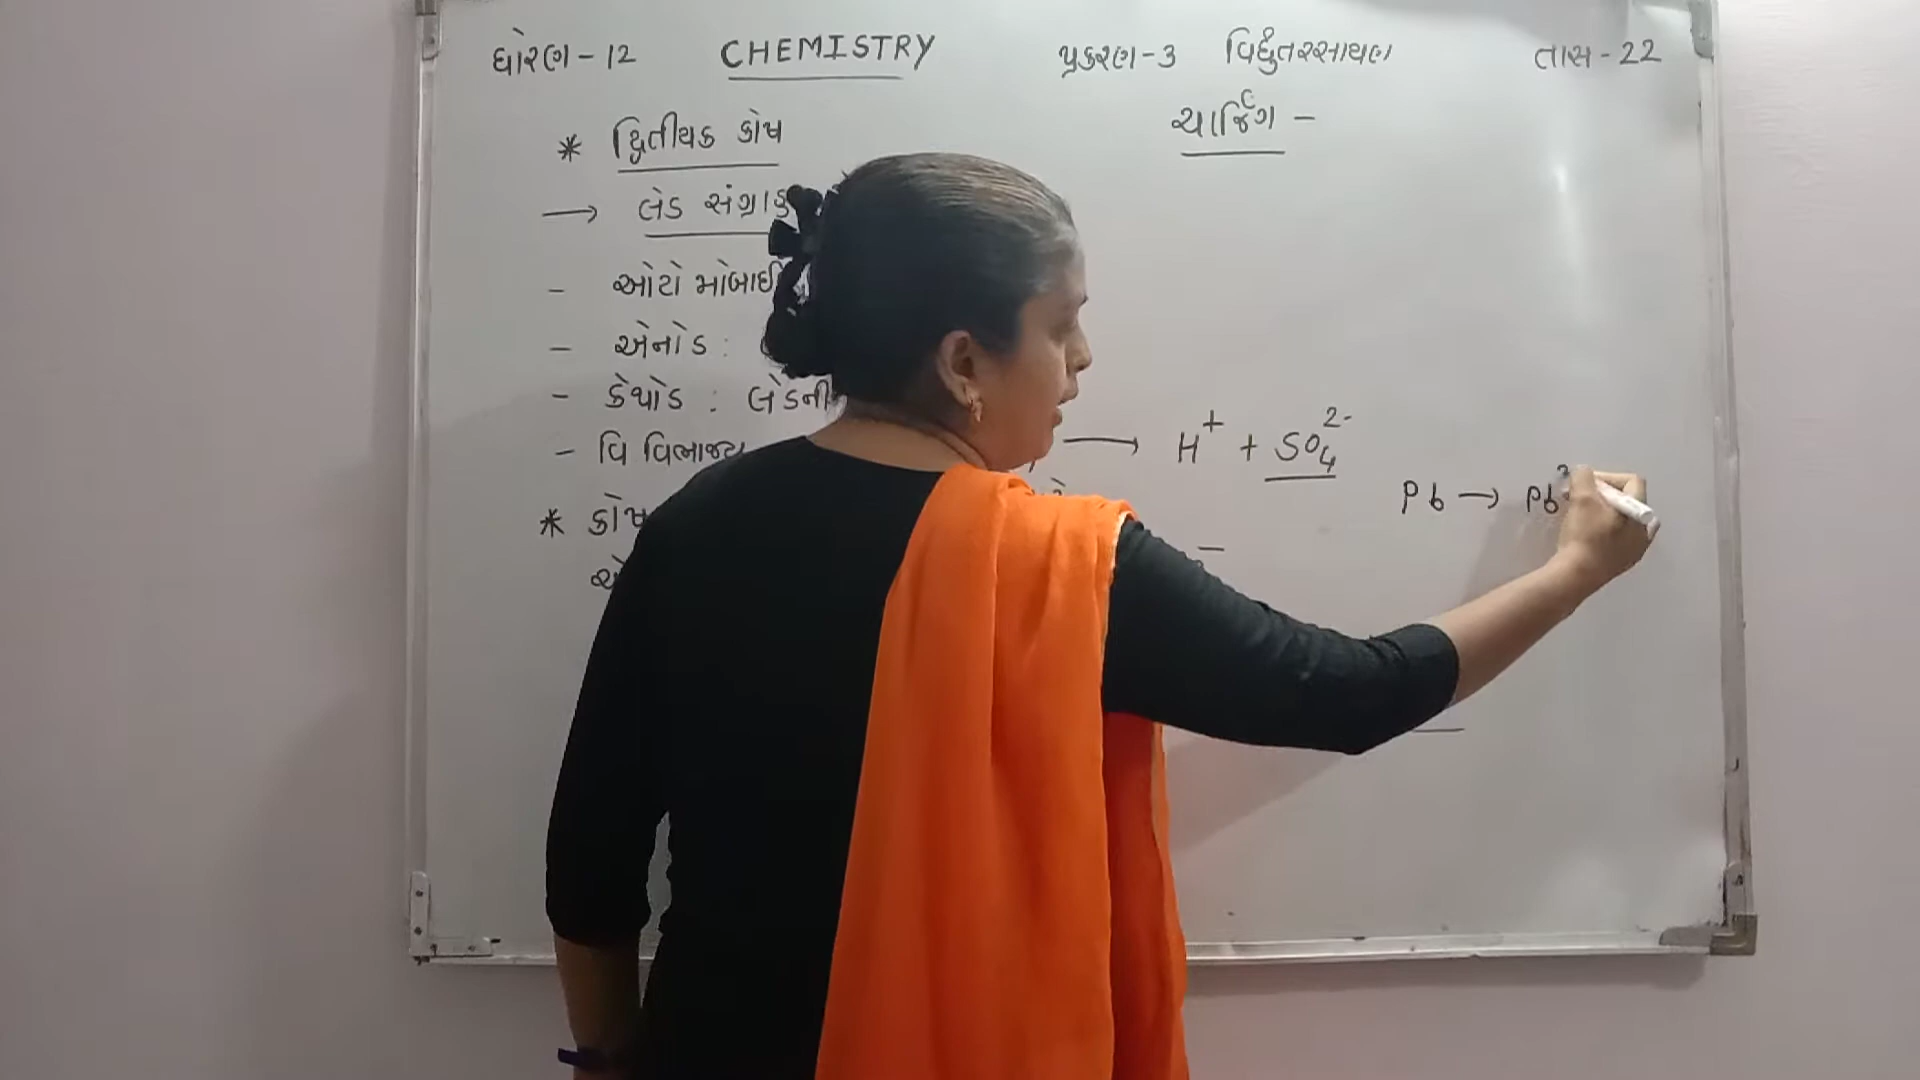 ધોરણ - 12 CHEMISTRY પ્રકરણ - 3 વિદ્યુતરસાયણ તાસ - 22
* દ્વિતીયક કોષ
→ લેડ સંગ્રાહ
- ઓટો મોબાઈ
- એનોડ :
- કેથોડ : લેડની
- વિ વિભાજ્ય
* કોષ
ચાર્જિંગ -
⟶ H⁺ + SO₄²⁻
Pb → Pb